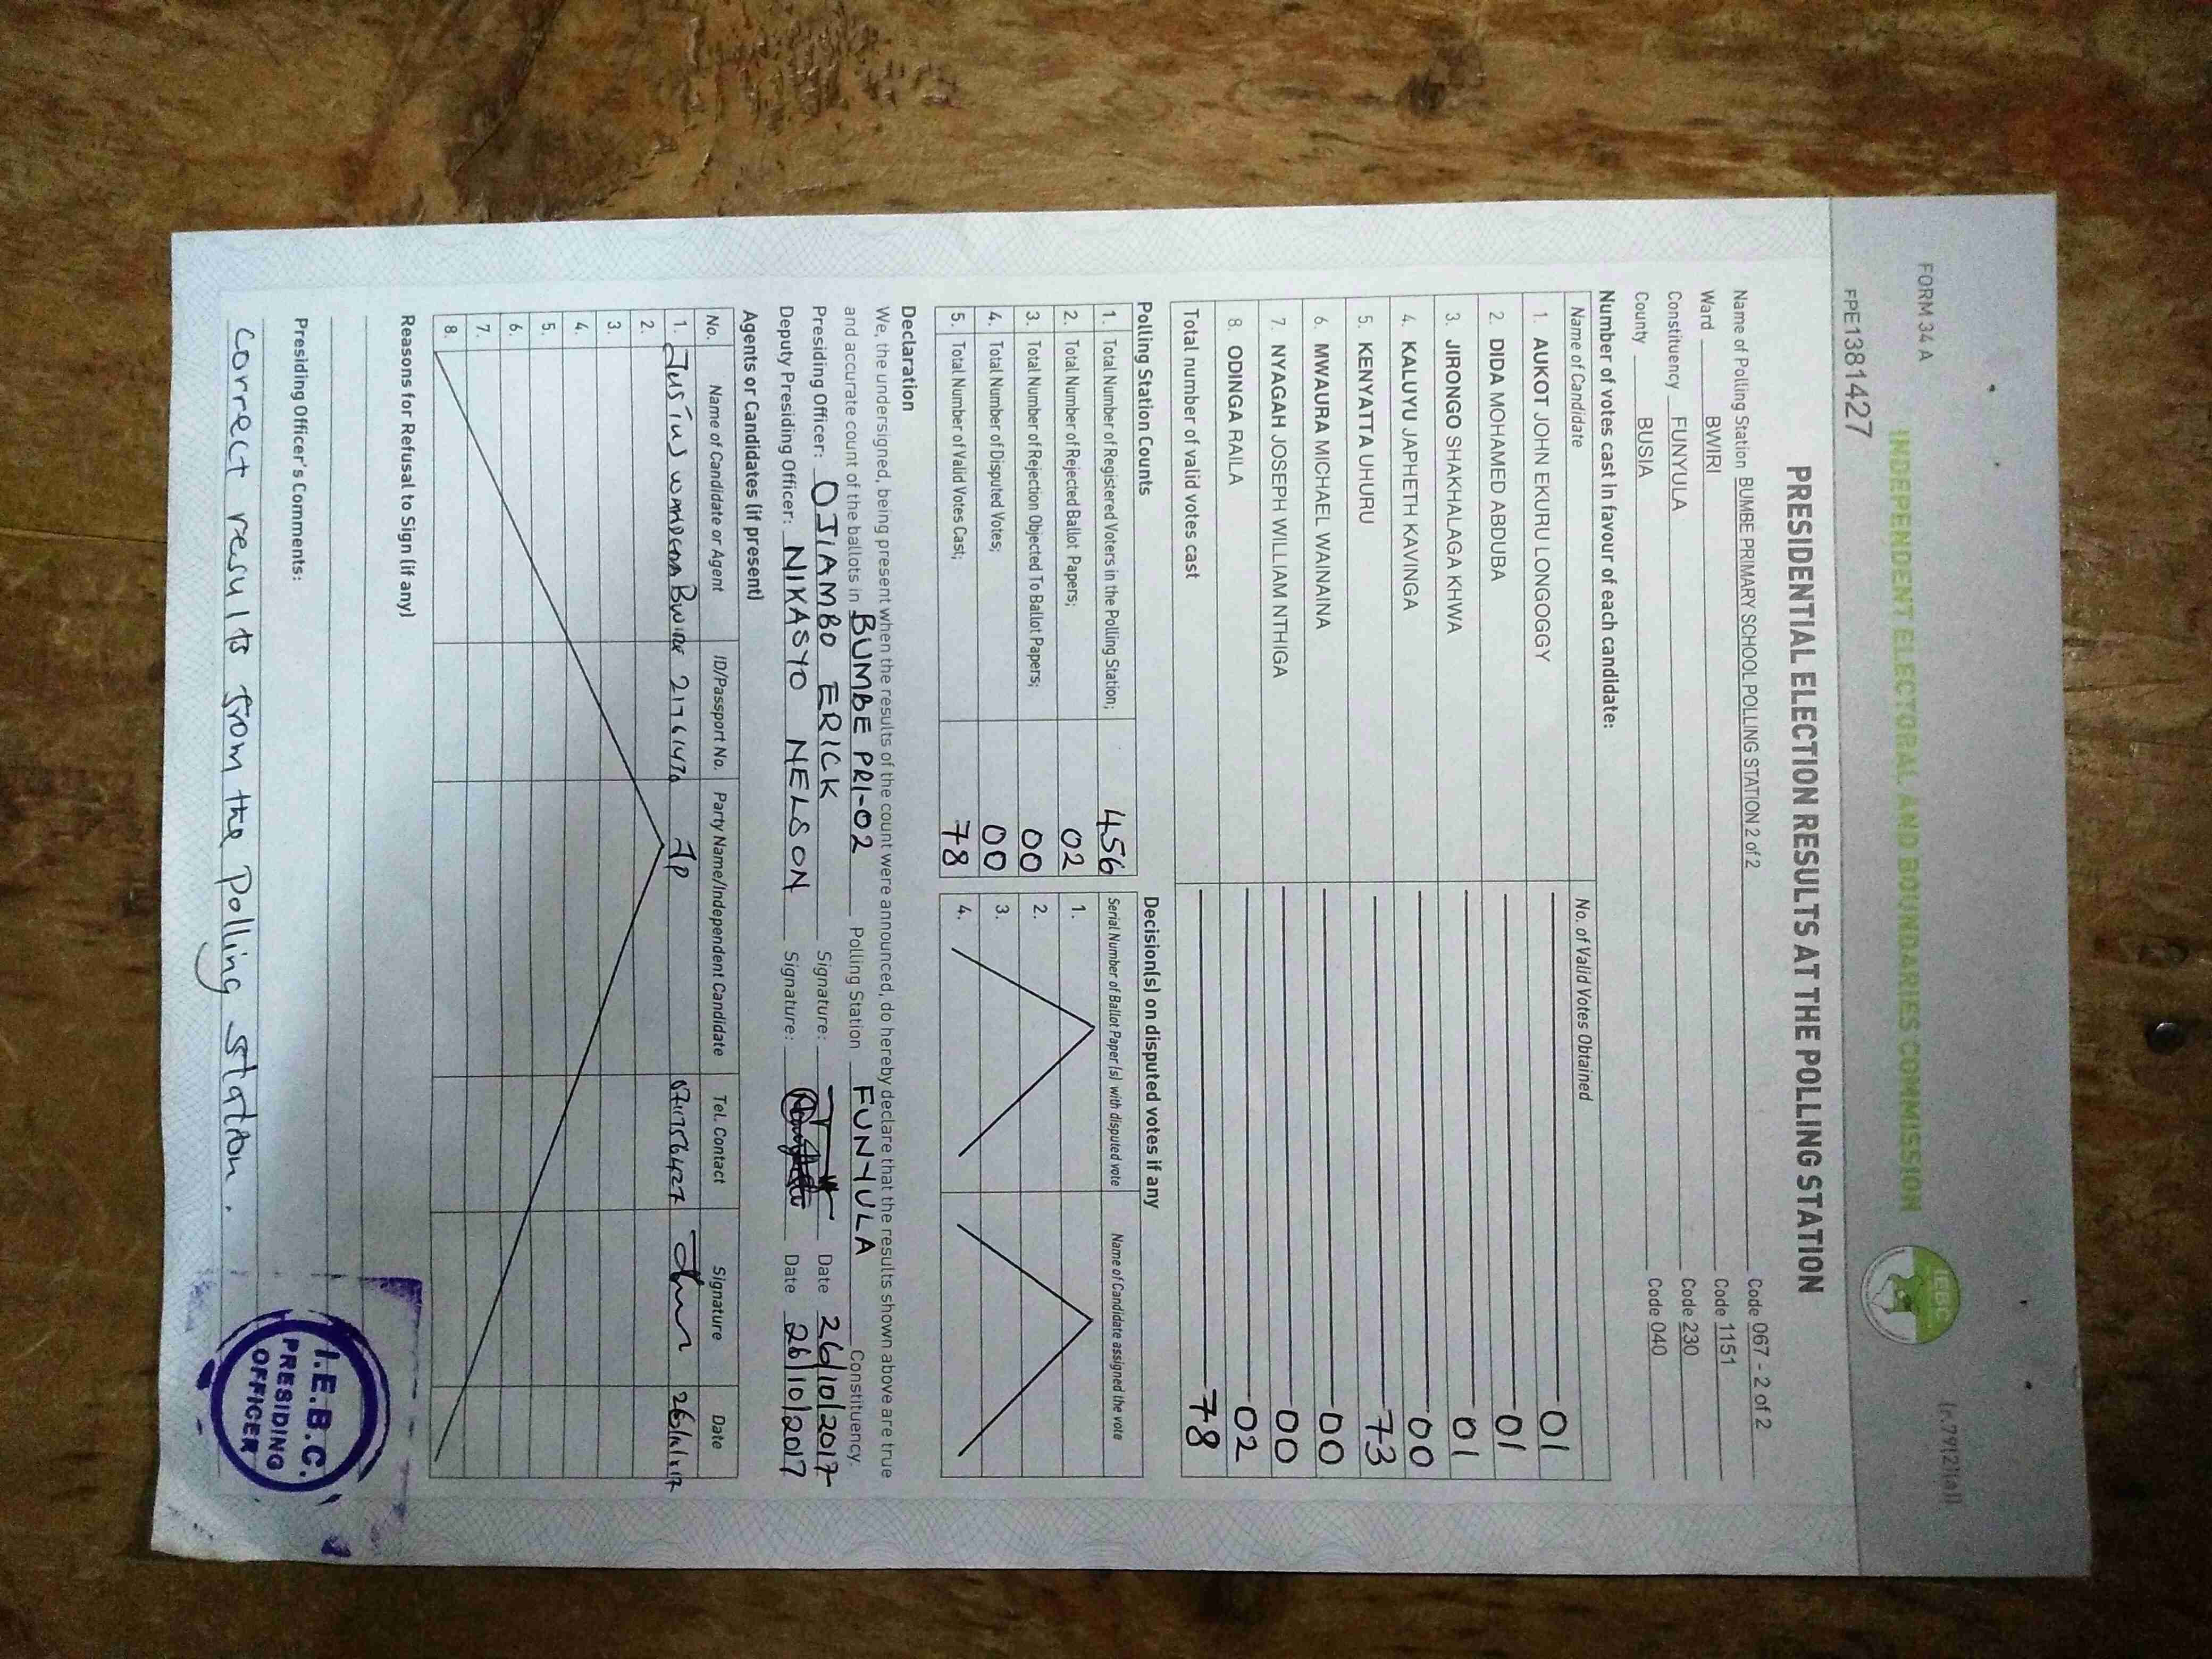 FORM 34 A
(r.79(2)(a))
INDEPENDENT ELECTORAL AND BOUNDARIES COMMISSION
IEBC
FPE1381427
PRESIDENTIAL ELECTION RESULTS AT THE POLLING STATION
Name of Polling Station BUMBE PRIMARY SCHOOL POLLING STATION 2 of 2 Code 067 - 2 of 2
Ward BWIRI Code 1151
Constituency FUNYULA Code 230
County BUSIA Code 040
Number of votes cast in favour of each candidate:
Name of Candidate No. of Valid Votes Obtained
1. AUKOT JOHN EKURU LONGOGGY 01
2. DIDA MOHAMED ABDUBA 01
3. JIRONGO SHAKHALAGA KHWA 01
4. KALUYU JAPHETH KAVINGA 00
5. KENYATTA UHURU 73
6. MWAURA MICHAEL WAINAINA 00
7. NYAGAH JOSEPH WILLIAM NTHIGA 00
8. ODINGA RAILA 02
Total number of valid votes cast 78
Polling Station Counts
1. Total Number of Registered Voters in the Polling Station; 456
2. Total Number of Rejected Ballot Papers; 02
3. Total Number of Rejection Objected To Ballot Papers; 00
4. Total Number of Disputed Votes; 00
5. Total Number of Valid Votes Cast; 78
Decision(s) on disputed votes if any
Serial Number of Ballot Paper (s) with disputed vote Name of Candidate assigned the vote
1.
2.
3.
4.
Declaration
We, the undersigned, being present when the results of the count were announced, do hereby declare that the results shown above are true
and accurate count of the ballots in BUMBE PRI-02 Polling Station FUNYULA Constituency.
Presiding Officer: OJIAMBO ERICK Signature: Date 26/10/2017
Deputy Presiding Officer: NIKASYO NELSON Signature: Date 26/10/2017
Agents or Candidates (if present)
No. Name of Candidate or Agent ID/Passport No. Party Name/Independent Candidate Tel. Contact Signature Date
1. JP
2.
3.
4.
5.
6.
7.
8.
Reasons for Refusal to Sign (if any)
Presiding Officer's Comments:
Correct results from the Polling station.
I.E.B.C.
PRESIDING
OFFICER